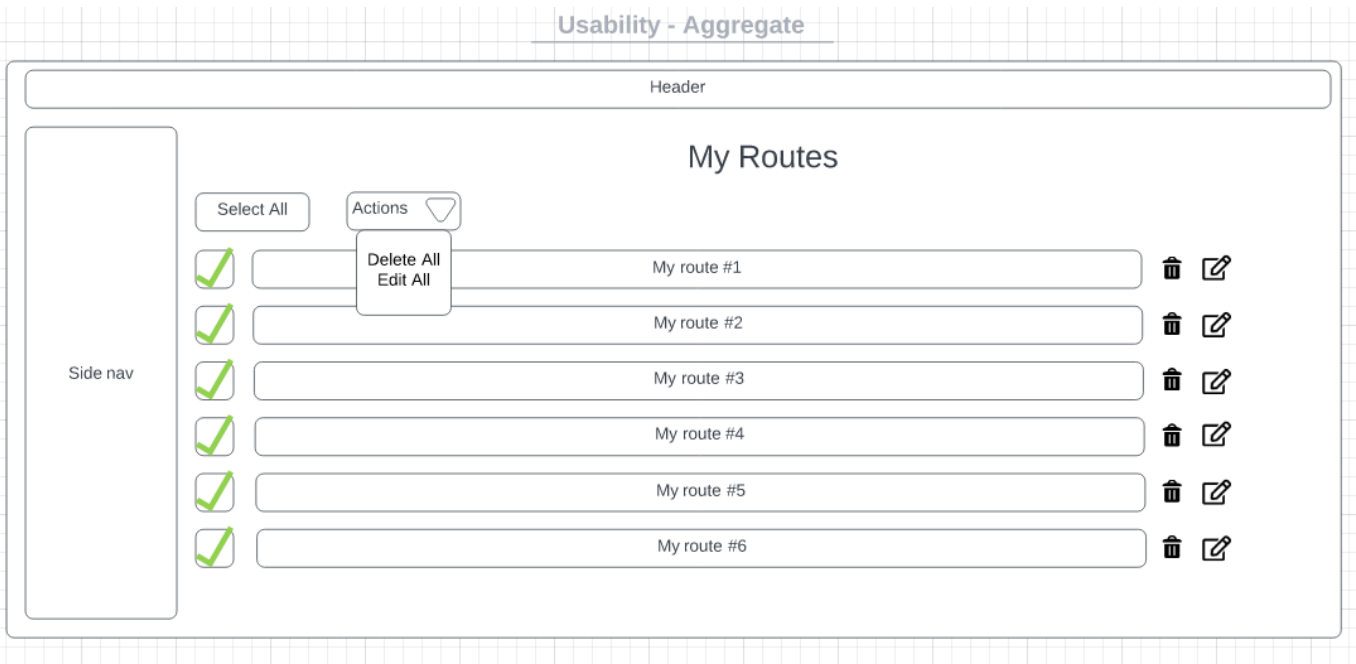 Usability - Aggregate
Header
My Routes
Select All
Actions
Delete All
Edit All
My route #1
My route #2
My route #3
Side nav
My route #4
My route #5
My route #6